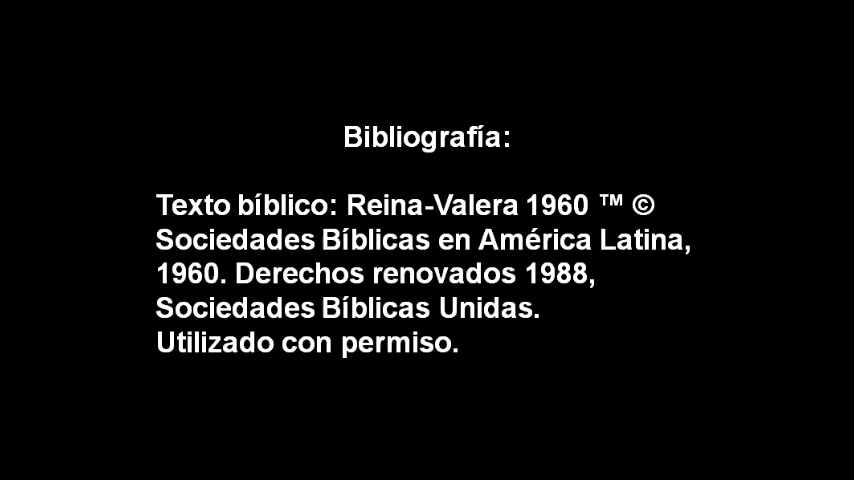 Bibliografía:
Texto bíblico: Reina-Valera 1960 ™ ©
Sociedades Bíblicas en América Latina,
1960. Derechos renovados 1988,
Sociedades Bíblicas Unidas.
Utilizado con permiso.